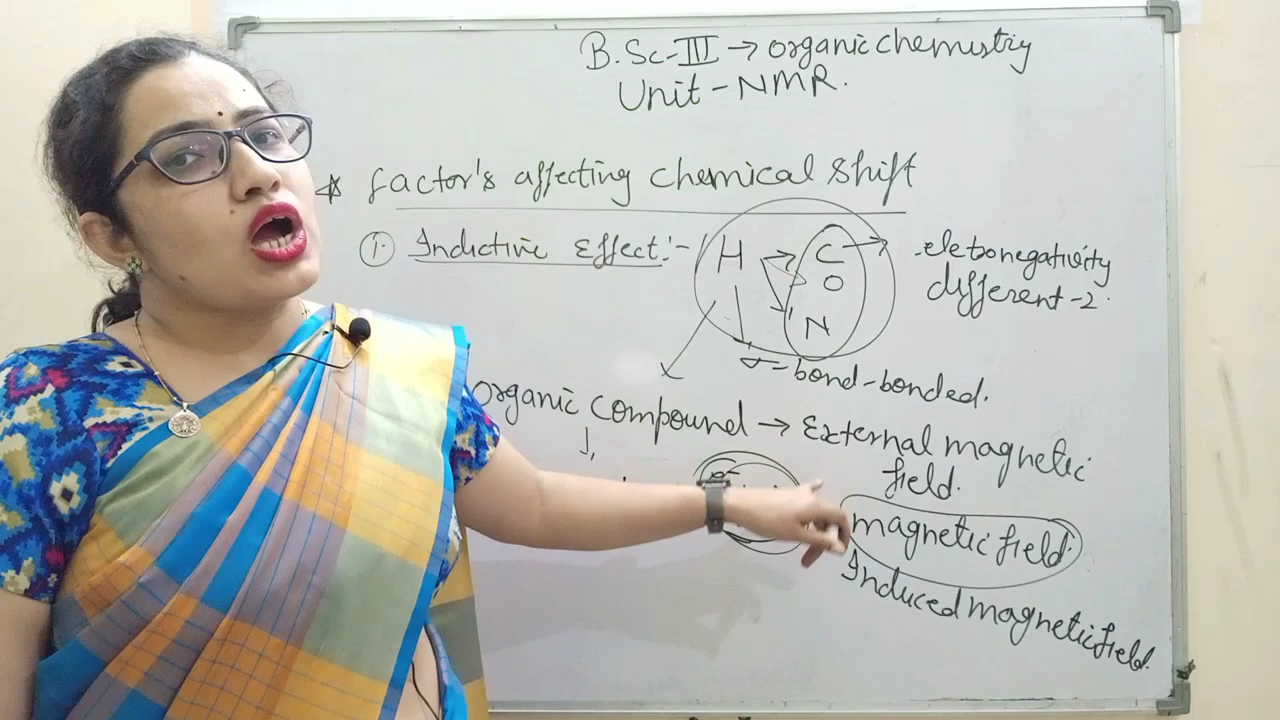 B.Sc-III → organic chemistry
Unit - NMR.
* factor's affecting chemical shift
① Inductive Effect:-
H C → eletronegativity
O different -2.
N
σ-bond-bonded.
organic compound → External magnetic
field.
σ
magnetic field.
Induced magnetic field.